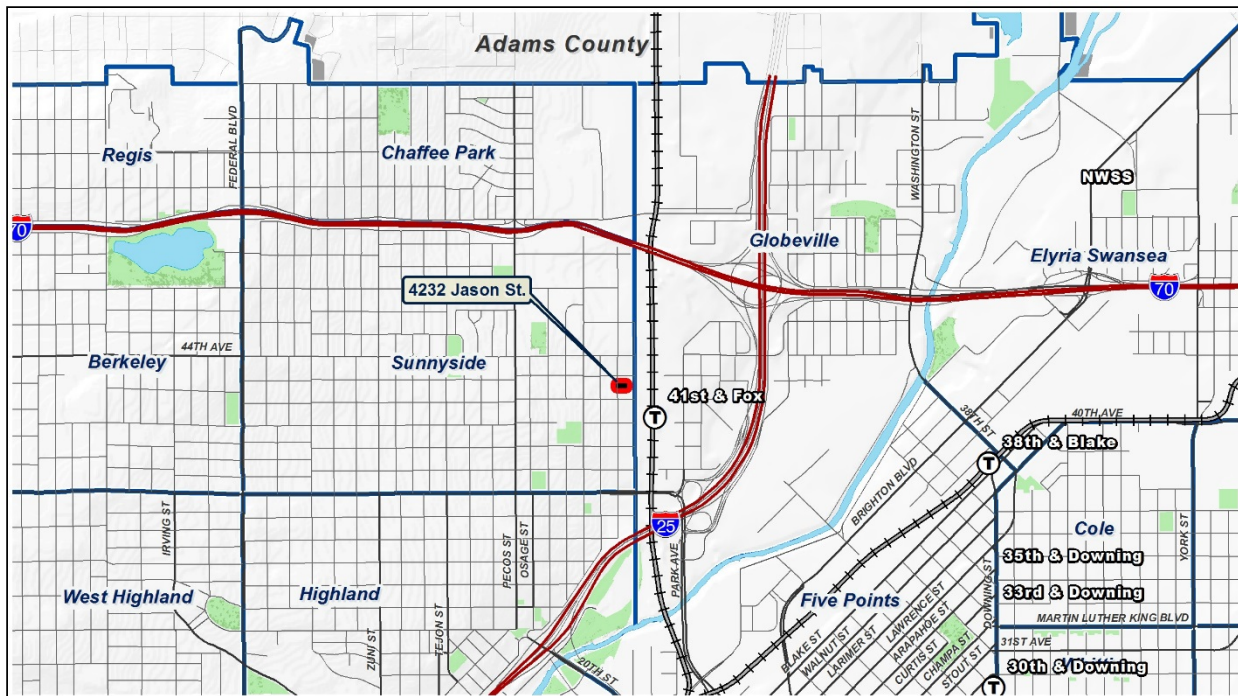 Adams County
Regis
FEDERAL BLVD
Chaffee Park
WASHINGTON ST
NWSS
70
Globeville
Elyria Swansea
70
4232 Jason St.
44TH AVE
Berkeley
Sunnyside
41st & Fox
T
38TH ST
40TH AVE
38th & Blake
T
BRIGHTON BLVD
25
IRVING ST
PECOS ST
OSAGE ST
PARK AVE
Cole
YORK ST
35th & Downing
West Highland
Highland
Five Points
DOWNING ST
33rd & Downing
MARTIN LUTHER KING BLVD
ZUNI ST
TEJON ST
20TH ST
BLAKE ST
WALNUT ST
LARIMER ST
LAWRENCE ST
ARAPAHOE ST
CURTIS ST
CHAMPA ST
STOUT ST
31ST AVE
30th & Downing
T